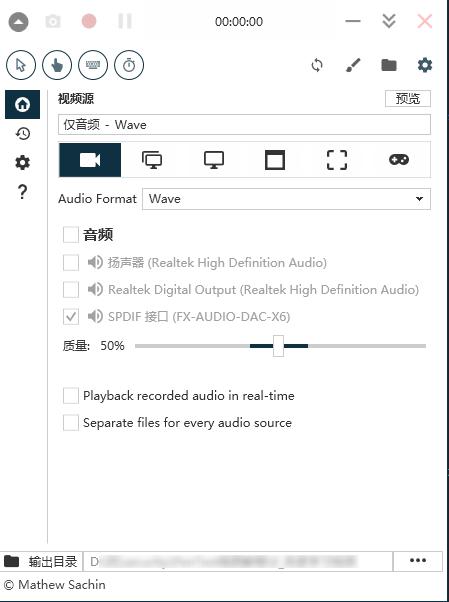 00:00:00
视频源
预览
仅音频 - Wave
Audio Format
Wave
音频
扬声器 (Realtek High Definition Audio)
Realtek Digital Output (Realtek High Definition Audio)
SPDIF 接口 (FX-AUDIO-DAC-X6)
质量: 50%
Playback recorded audio in real-time
Separate files for every audio source
输出目录
© Mathew Sachin